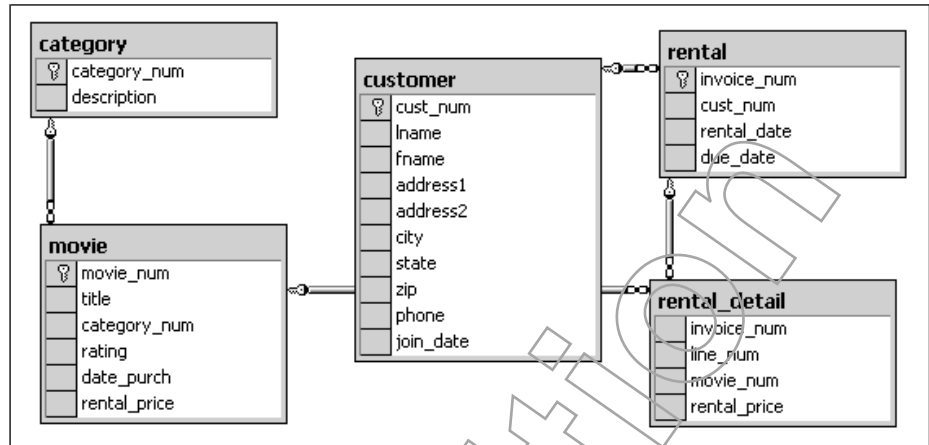 category
category_num
description
movie
movie_num
title
category_num
rating
date_purch
rental_price
customer
cust_num
lname
fname
address1
address2
city
state
zip
phone
join_date
rental
invoice_num
cust_num
rental_date
due_date
rental_detail
invoice_num
line_num
movie_num
rental_price
tion